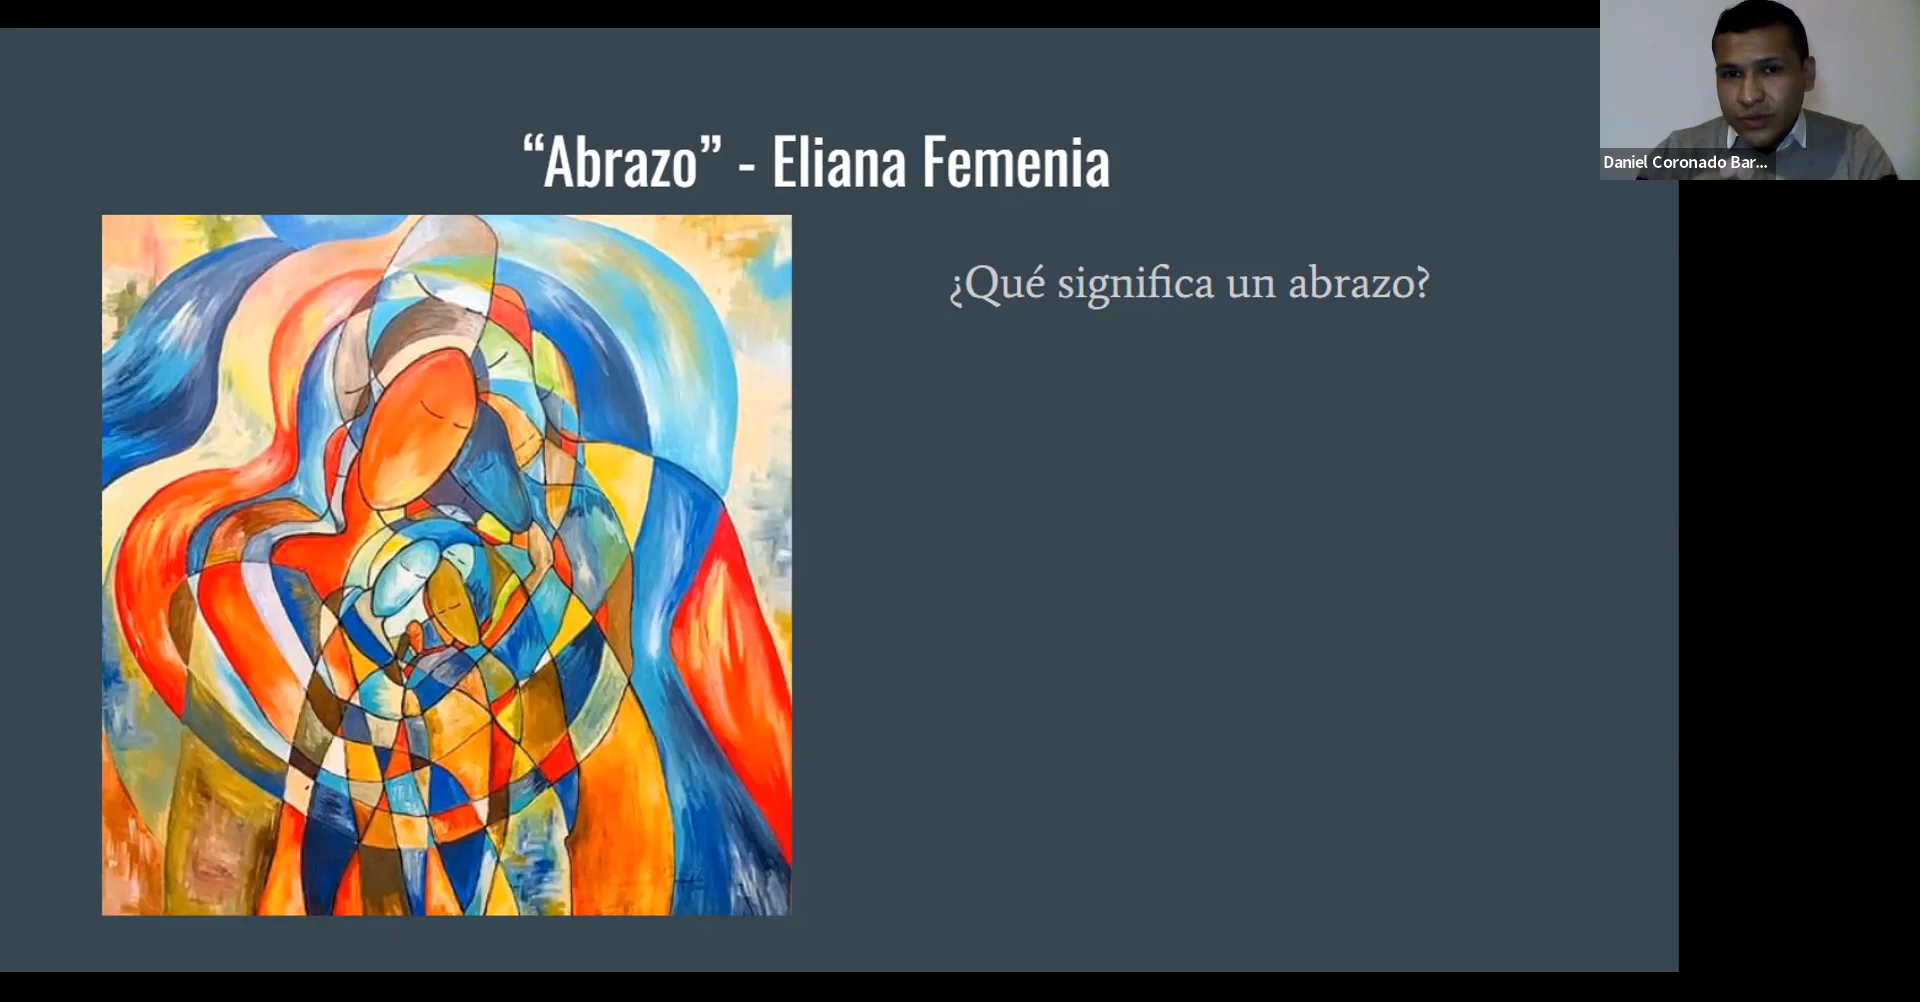 “Abrazo” - Eliana Femenia
¿Qué significa un abrazo?
Daniel Coronado Bar...